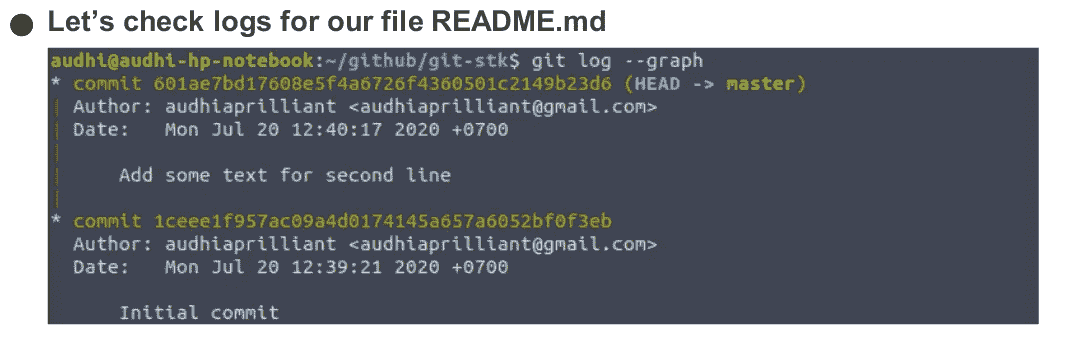 ● Let’s check logs for our file README.md
audhi@audhi-hp-notebook:~/github/git-stk$ git log --graph
* commit 601ae7bd17608e5f4a6726f4360501c2149b23d6 (HEAD -> master)
| Author: audhiaprilliant <audhiaprilliant@gmail.com>
| Date:   Mon Jul 20 12:40:17 2020 +0700
|
|     Add some text for second line
|
* commit 1ceee1f957ac09a4d0174145a657a6052bf0f3eb
  Author: audhiaprilliant <audhiaprilliant@gmail.com>
  Date:   Mon Jul 20 12:39:21 2020 +0700
      Initial commit